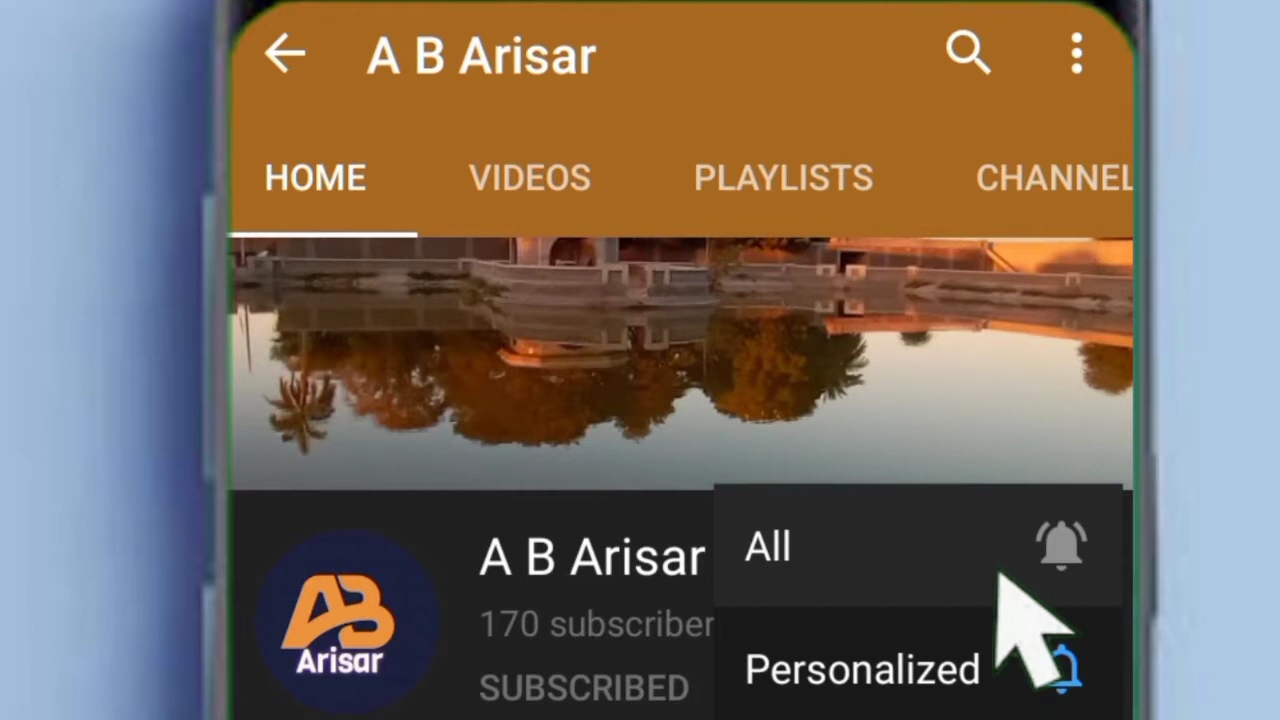 A B Arisar
HOME VIDEOS PLAYLISTS CHANNEL
A B Arisar
170 subscriber
SUBSCRIBED
All
Personalized
AB
Arisar